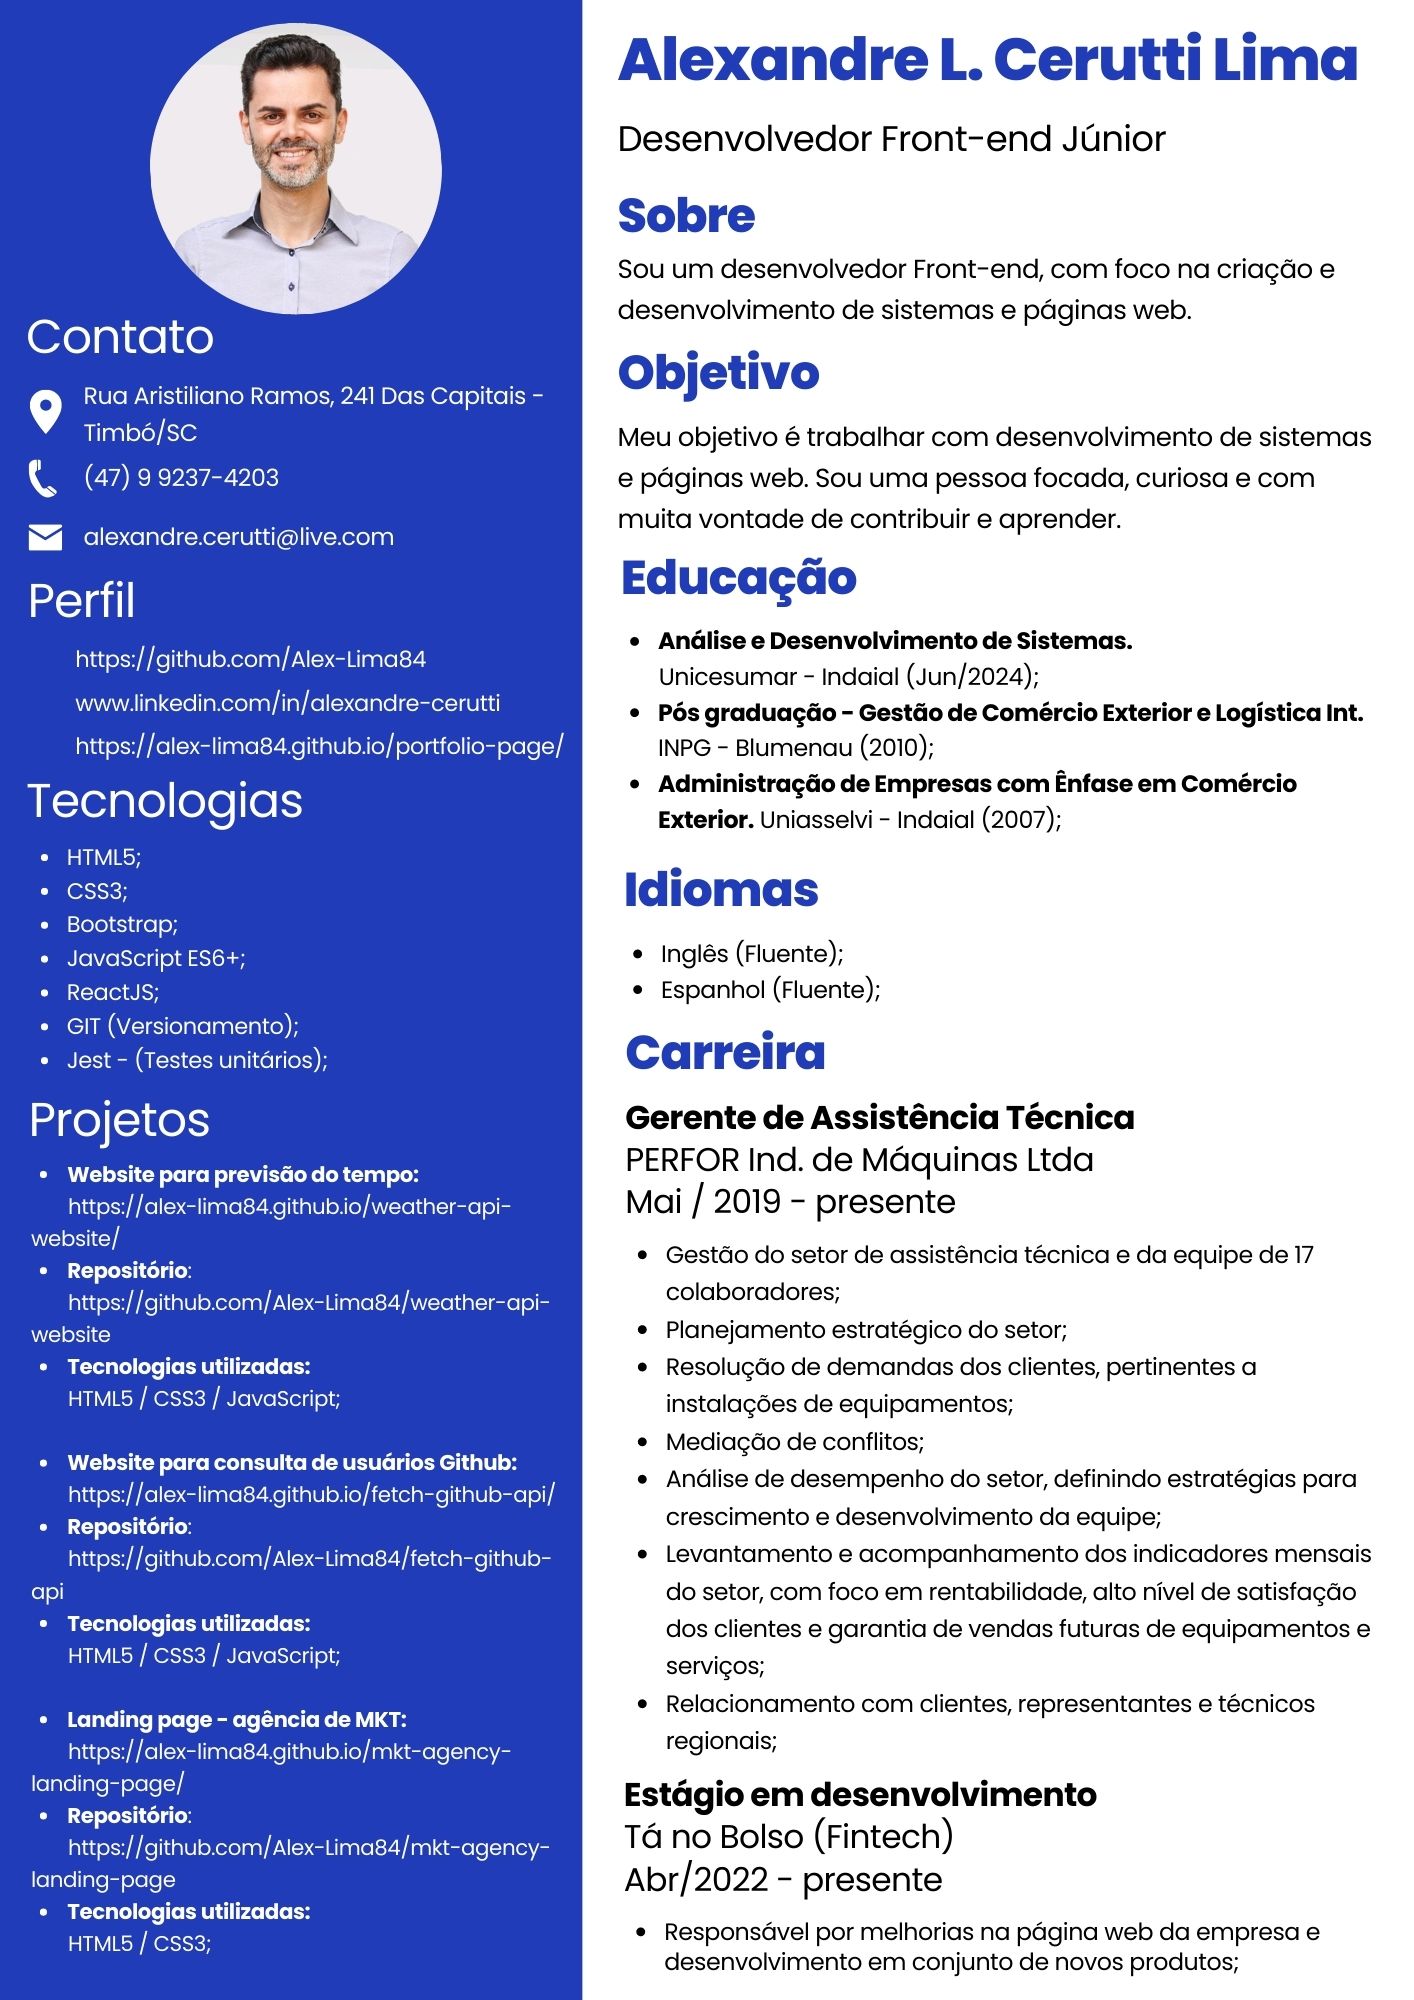 Contato
Rua Aristiliano Ramos, 241 Das Capitais -
Timbó/SC
(47) 9 9237-4203
alexandre.cerutti@live.com
Perfil
https://github.com/Alex-Lima84
www.linkedin.com/in/alexandre-cerutti
https://alex-lima84.github.io/portfolio-page/
Tecnologias
• HTML5;
• CSS3;
• Bootstrap;
• JavaScript ES6+;
• ReactJS;
• GIT (Versionamento);
• Jest - (Testes unitários);
Projetos
• Website para previsão do tempo:
https://alex-lima84.github.io/weather-api-
website/
• Repositório:
https://github.com/Alex-Lima84/weather-api-
website
• Tecnologias utilizadas:
HTML5 / CSS3 / JavaScript;
• Website para consulta de usuários Github:
https://alex-lima84.github.io/fetch-github-api/
• Repositório:
https://github.com/Alex-Lima84/fetch-github-
api
• Tecnologias utilizadas:
HTML5 / CSS3 / JavaScript;
• Landing page - agência de MKT:
https://alex-lima84.github.io/mkt-agency-
landing-page/
• Repositório:
https://github.com/Alex-Lima84/mkt-agency-
landing-page
• Tecnologias utilizadas:
HTML5 / CSS3;
Alexandre L. Cerutti Lima
Desenvolvedor Front-end Júnior
Sobre
Sou um desenvolvedor Front-end, com foco na criação e
desenvolvimento de sistemas e páginas web.
Objetivo
Meu objetivo é trabalhar com desenvolvimento de sistemas
e páginas web. Sou uma pessoa focada, curiosa e com
muita vontade de contribuir e aprender.
Educação
• Análise e Desenvolvimento de Sistemas.
Unicesumar - Indaial (Jun/2024);
• Pós graduação - Gestão de Comércio Exterior e Logística Int.
INPG - Blumenau (2010);
• Administração de Empresas com Ênfase em Comércio
Exterior. Uniasselvi - Indaial (2007);
Idiomas
• Inglês (Fluente);
• Espanhol (Fluente);
Carreira
Gerente de Assistência Técnica
PERFOR Ind. de Máquinas Ltda
Mai / 2019 - presente
• Gestão do setor de assistência técnica e da equipe de 17
colaboradores;
• Planejamento estratégico do setor;
• Resolução de demandas dos clientes, pertinentes a
instalações de equipamentos;
• Mediação de conflitos;
• Análise de desempenho do setor, definindo estratégias para
crescimento e desenvolvimento da equipe;
• Levantamento e acompanhamento dos indicadores mensais
do setor, com foco em rentabilidade, alto nível de satisfação
dos clientes e garantia de vendas futuras de equipamentos e
serviços;
• Relacionamento com clientes, representantes e técnicos
regionais;
Estágio em desenvolvimento
Tá no Bolso (Fintech)
Abr/2022 - presente
• Responsável por melhorias na página web da empresa e
desenvolvimento em conjunto de novos produtos;